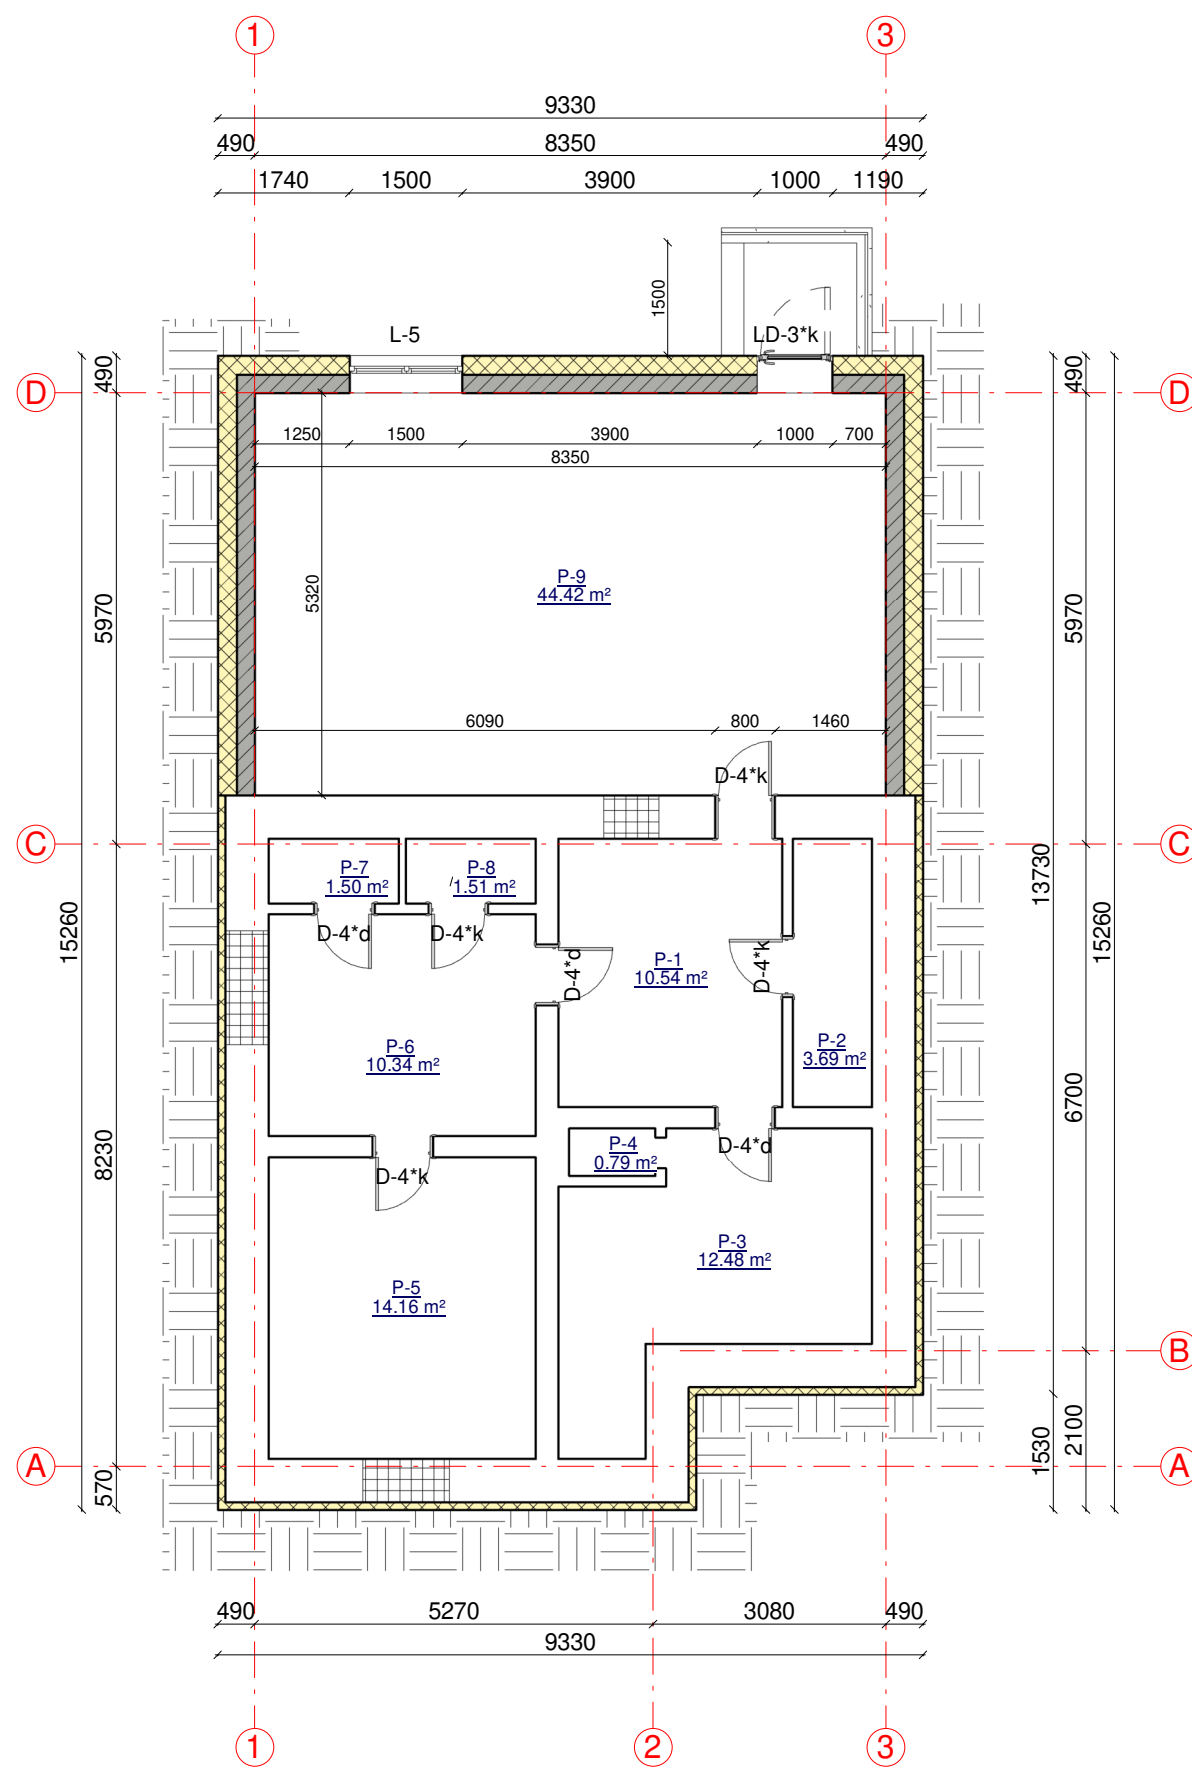 1 3
9330
490 8350 490
1740 1500 3900 1000 1190
1500
L-5 LD-3*k
490 490
D D
1250 1500 3900 1000 700
8350
5320
P-9
44.42 m²
5970 5970
6090 800 1460
D-4*k
C C
P-7 P-8
1.50 m² 1.51 m²
D-4*d D-4*k
13730
15260 15260
P-1
10.54 m²
D-4*d D-4*k
P-6
10.34 m²
P-2
3.69 m²
6700
8230
P-4
0.79 m²
D-4*d
D-4*k
P-3
12.48 m²
P-5
14.16 m²
B
2100
1530
A A
570
490 5270 3080 490
9330
1 2 3